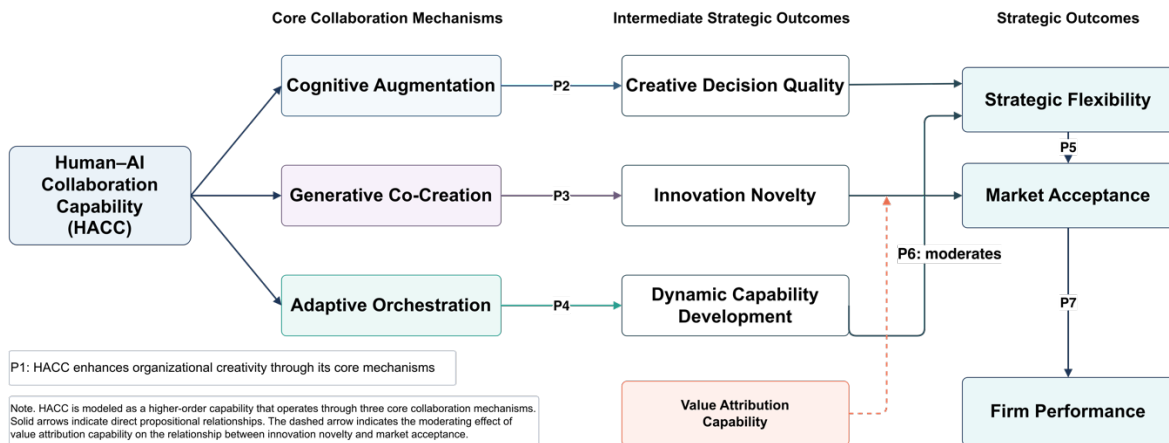 Core Collaboration Mechanisms
Intermediate Strategic Outcomes
Strategic Outcomes
Cognitive Augmentation
P2
Creative Decision Quality
Strategic Flexibility
P5
Human–AI
Collaboration
Capability
(HACC)
Generative Co-Creation
P3
Innovation Novelty
Market Acceptance
P6: moderates
Adaptive Orchestration
P4
Dynamic Capability
Development
P7
P1: HACC enhances organizational creativity through its core mechanisms
Note. HACC is modeled as a higher-order capability that operates through three core collaboration mechanisms.
Solid arrows indicate direct propositional relationships. The dashed arrow indicates the moderating effect of
value attribution capability on the relationship between innovation novelty and market acceptance.
Value Attribution
Capability
Firm Performance